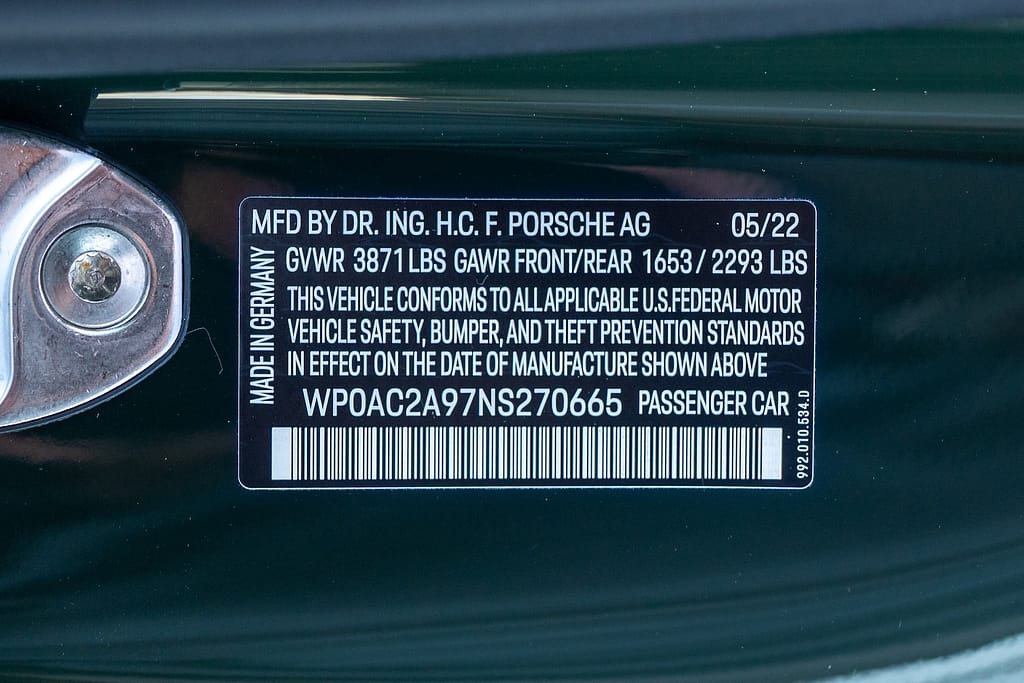 MFD BY DR. ING. H.C. F. PORSCHE AG 05/22
GVWR 3871 LBS GAWR FRONT/REAR 1653 / 2293 LBS
THIS VEHICLE CONFORMS TO ALL APPLICABLE U.S.FEDERAL MOTOR
VEHICLE SAFETY, BUMPER, AND THEFT PREVENTION STANDARDS
IN EFFECT ON THE DATE OF MANUFACTURE SHOWN ABOVE
MADE IN GERMANY
WP0AC2A97NS270665 PASSENGER CAR
992.010.534.0